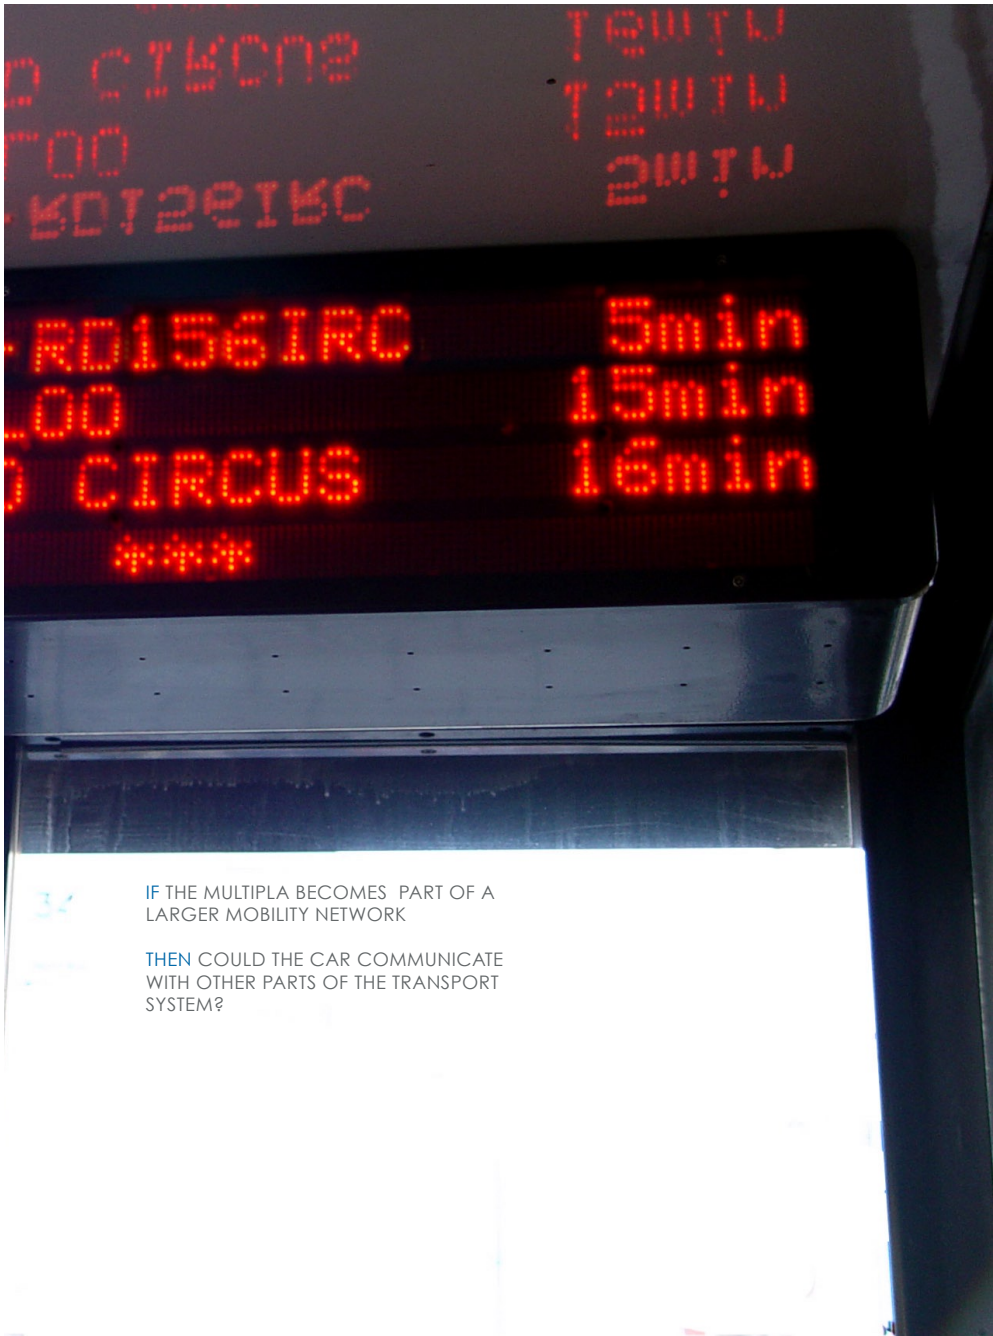 -RD156IRC 5min
LOO 15min
CIRCUS 16min
***
IF THE MULTIPLA BECOMES PART OF A
LARGER MOBILITY NETWORK
THEN COULD THE CAR COMMUNICATE
WITH OTHER PARTS OF THE TRANSPORT
SYSTEM?